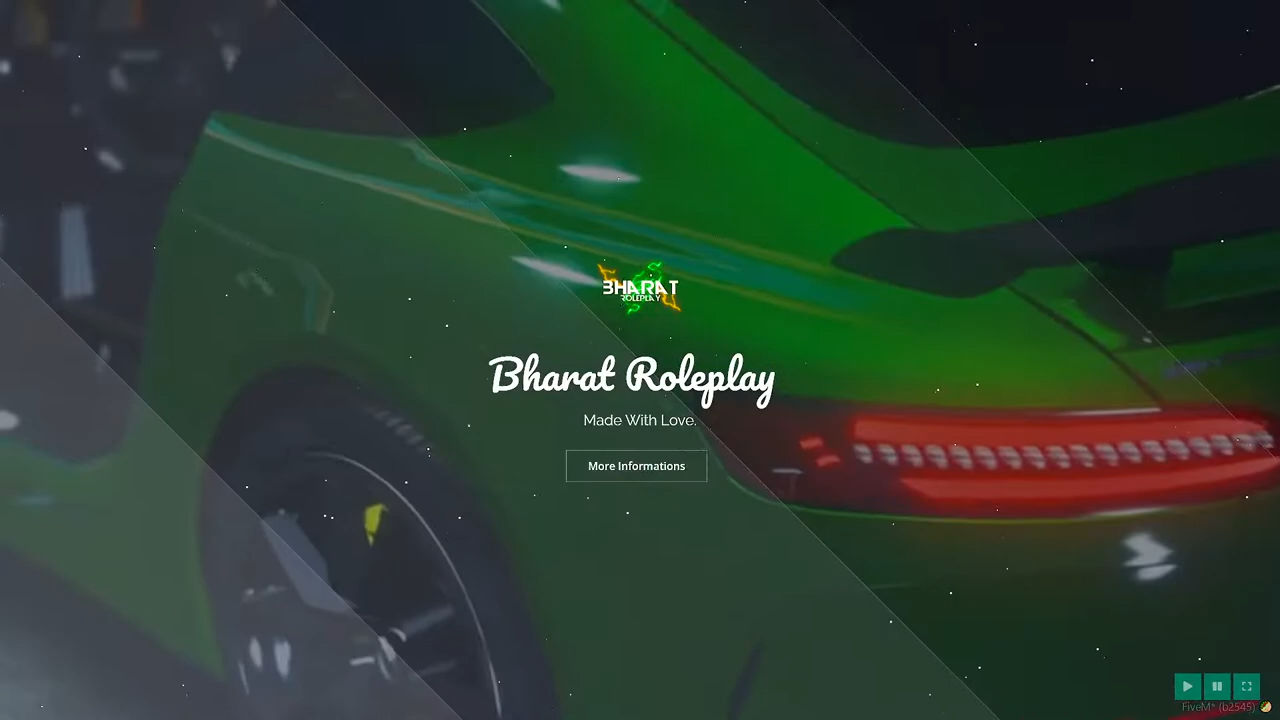 BHARAT
ROLEPLAY
Bharat Roleplay
Made With Love.
More Informations
FiveM* (b2545)